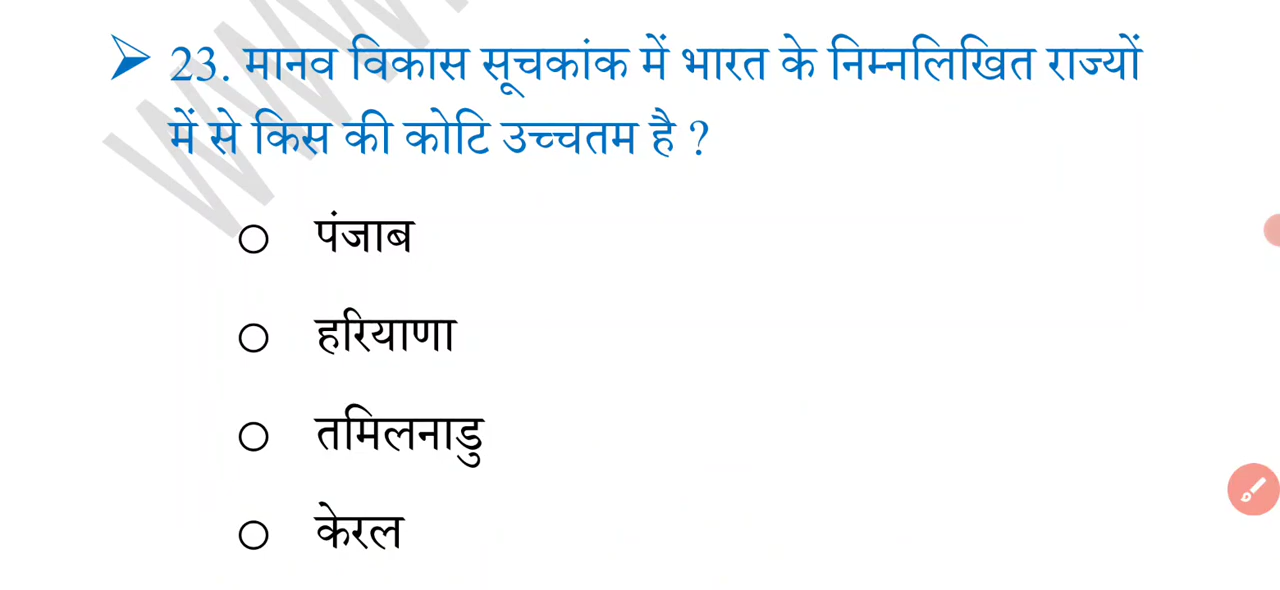 ➢ 23. मानव विकास सूचकांक में भारत के निम्नलिखित राज्यों
में से किस की कोटि उच्चतम है ?
○ पंजाब
○ हरियाणा
○ तमिलनाडु
○ केरल